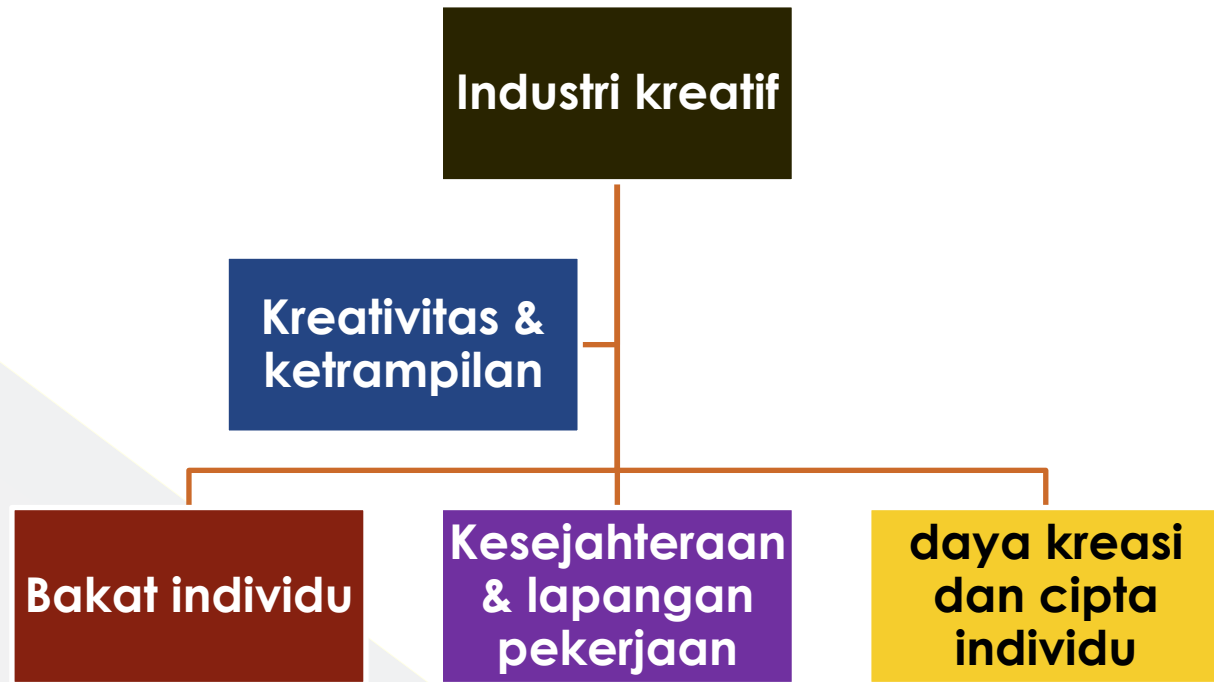 Industri kreatif
Kreativitas &
ketrampilan
Bakat individu
Kesejahteraan
& lapangan
pekerjaan
daya kreasi
dan cipta
individu